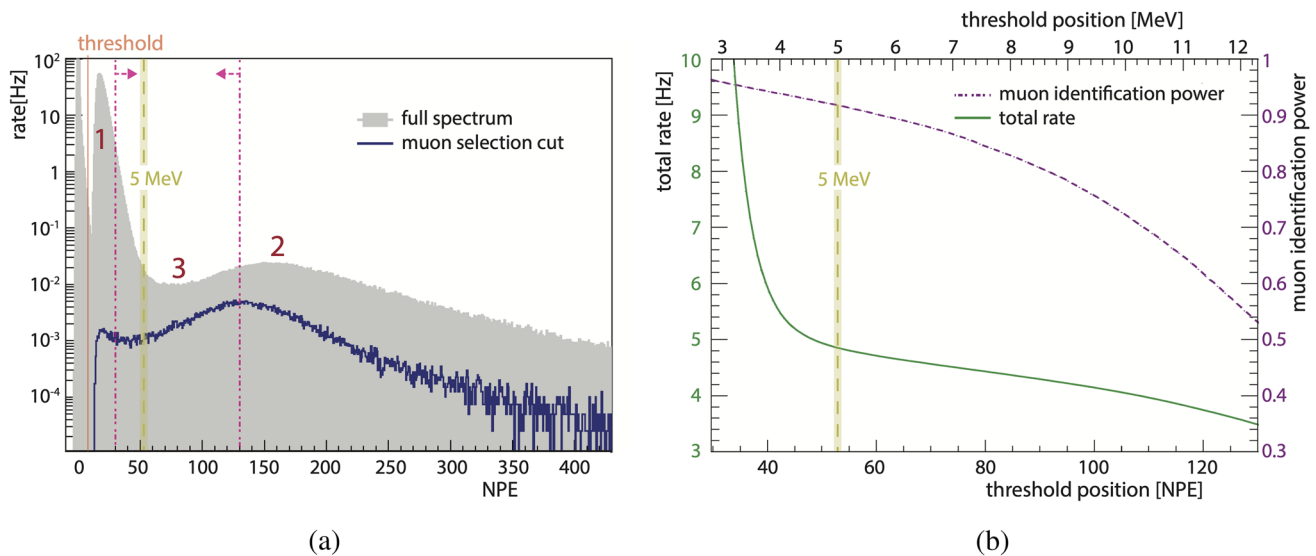 threshold
rate[Hz]
10²
10
1
10⁻¹
10⁻²
10⁻³
10⁻⁴
1
2
3
5 MeV
full spectrum
muon selection cut
0 50 100 150 200 250 300 350 400
NPE
(a)
threshold position [MeV]
3 4 5 6 7 8 9 10 11 12
total rate [Hz]
10
9
8
7
6
5
4
3
muon identification power
total rate
5 MeV
1
0.9
0.8
0.7
0.6
0.5
0.4
0.3
muon identification power
40 60 80 100 120
threshold position [NPE]
(b)